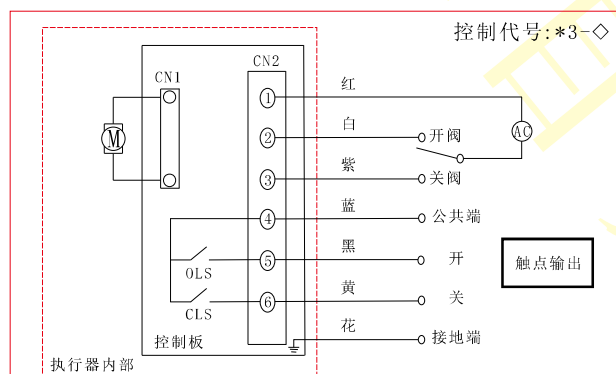 控制代号:*3-◇
CN1
CN2
M
① 红
AC
② 白 开阀
③ 紫 关阀
④ 蓝 公共端
OLS ⑤ 黑 开
触点输出
CLS ⑥ 黄 关
花 接地端
控制板
执行器内部